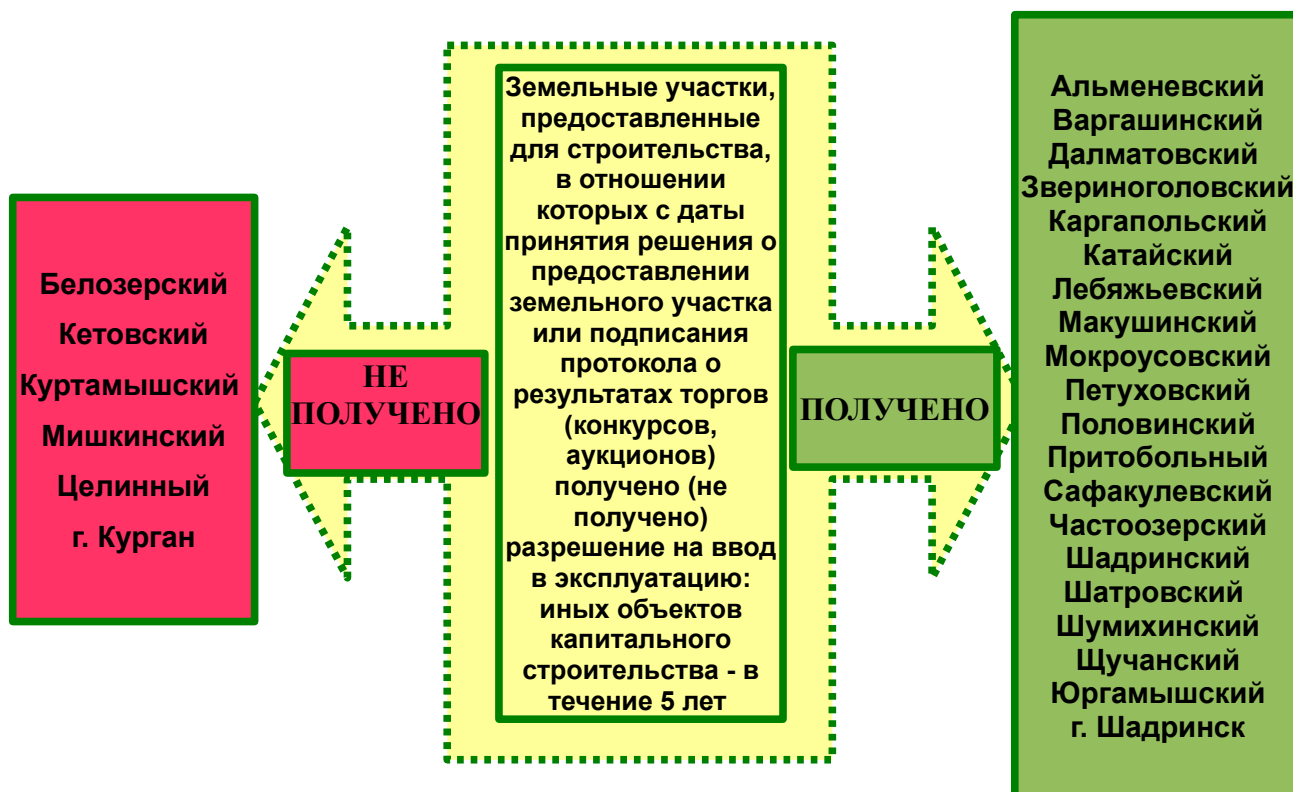 Белозерский
Кетовский
Куртамышский
Мишкинский
Целинный
г. Курган
НЕ
ПОЛУЧЕНО
Земельные участки,
предоставленные
для строительства,
в отношении
которых с даты
принятия решения о
предоставлении
земельного участка
или подписания
протокола о
результатах торгов
(конкурсов,
аукционов)
получено (не
получено)
разрешение на ввод
в эксплуатацию:
иных объектов
капитального
строительства - в
течение 5 лет
ПОЛУЧЕНО
Альменевский
Варгашинский
Далматовский
Звериноголовский
Каргапольский
Катайский
Лебяжьевский
Макушинский
Мокроусовский
Петуховский
Половинский
Притобольный
Сафакулевский
Частоозерский
Шадринский
Шатровский
Шумихинский
Щучанский
Юргамышский
г. Шадринск